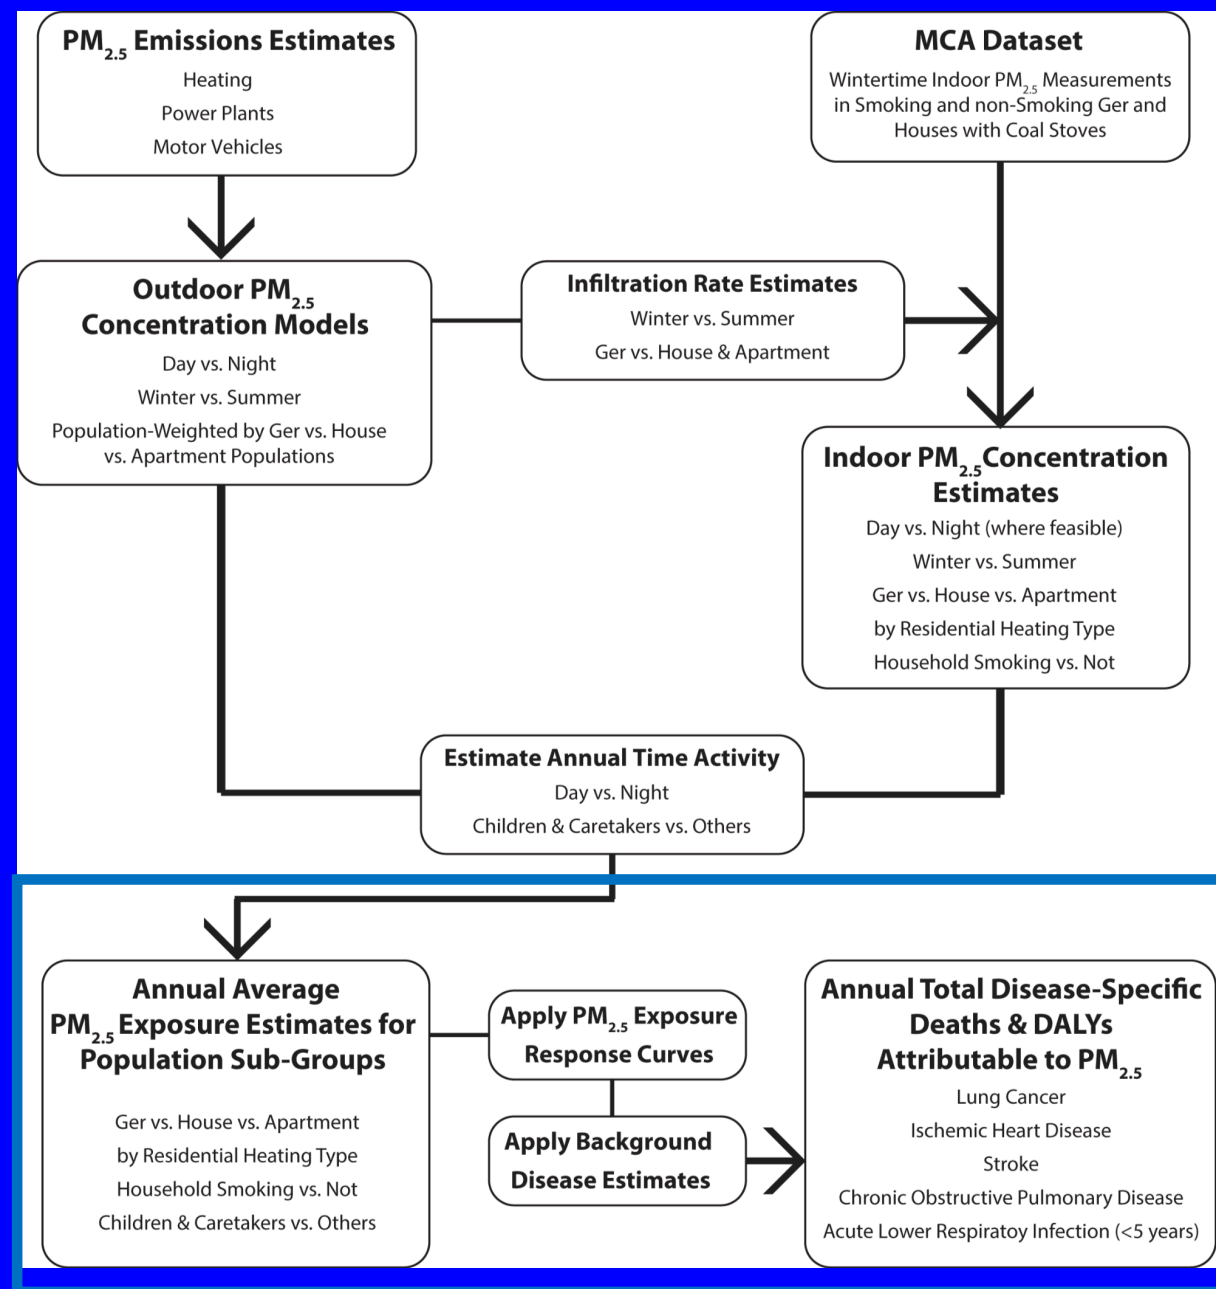 PM2.5 Emissions Estimates
Heating
Power Plants
Motor Vehicles
MCA Dataset
Wintertime Indoor PM2.5 Measurements
in Smoking and non-Smoking Ger and
Houses with Coal Stoves
Outdoor PM2.5
Concentration Models
Day vs. Night
Winter vs. Summer
Population-Weighted by Ger vs. House
vs. Apartment Populations
Infiltration Rate Estimates
Winter vs. Summer
Ger vs. House & Apartment
Indoor PM2.5 Concentration
Estimates
Day vs. Night (where feasible)
Winter vs. Summer
Ger vs. House vs. Apartment
by Residential Heating Type
Household Smoking vs. Not
Estimate Annual Time Activity
Day vs. Night
Children & Caretakers vs. Others
Annual Average
PM2.5 Exposure Estimates for
Population Sub-Groups
Ger vs. House vs. Apartment
by Residential Heating Type
Household Smoking vs. Not
Children & Caretakers vs. Others
Apply PM2.5 Exposure
Response Curves
Apply Background
Disease Estimates
Annual Total Disease-Specific
Deaths & DALYs
Attributable to PM2.5
Lung Cancer
Ischemic Heart Disease
Stroke
Chronic Obstructive Pulmonary Disease
Acute Lower Respiratoy Infection (<5 years)